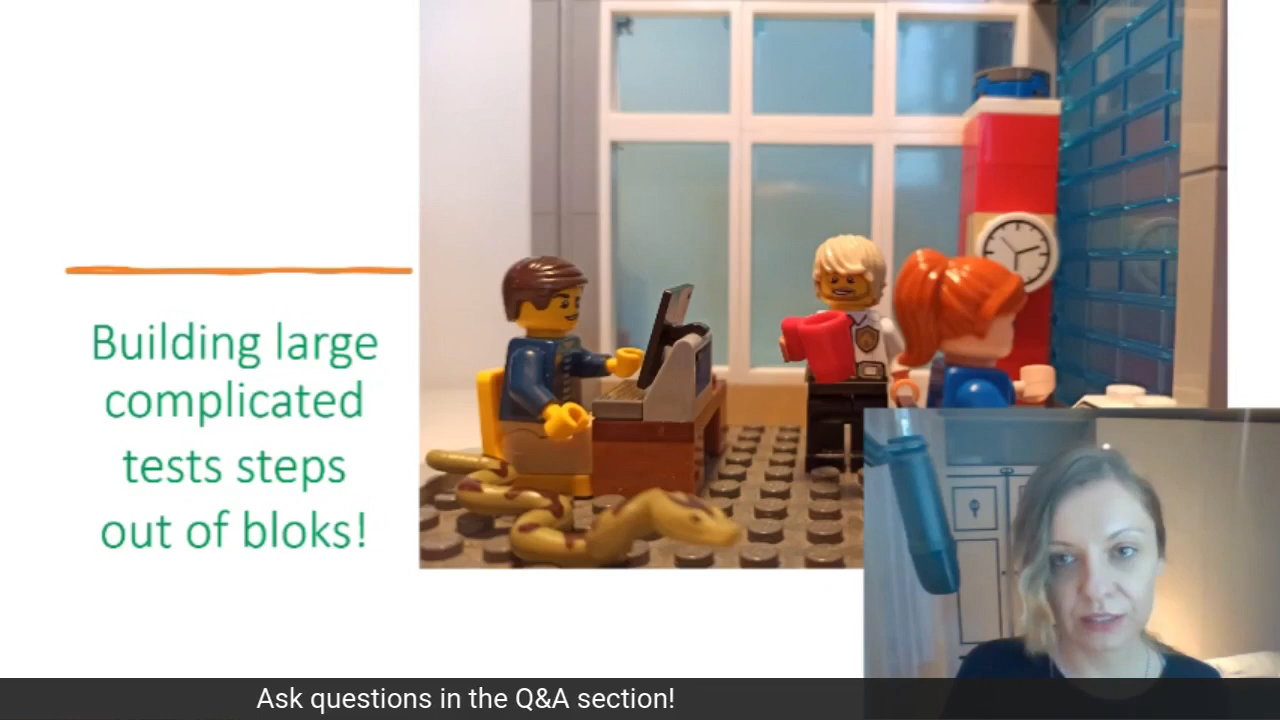 Building large
complicated
tests steps
out of bloks!
Ask questions in the Q&A section!